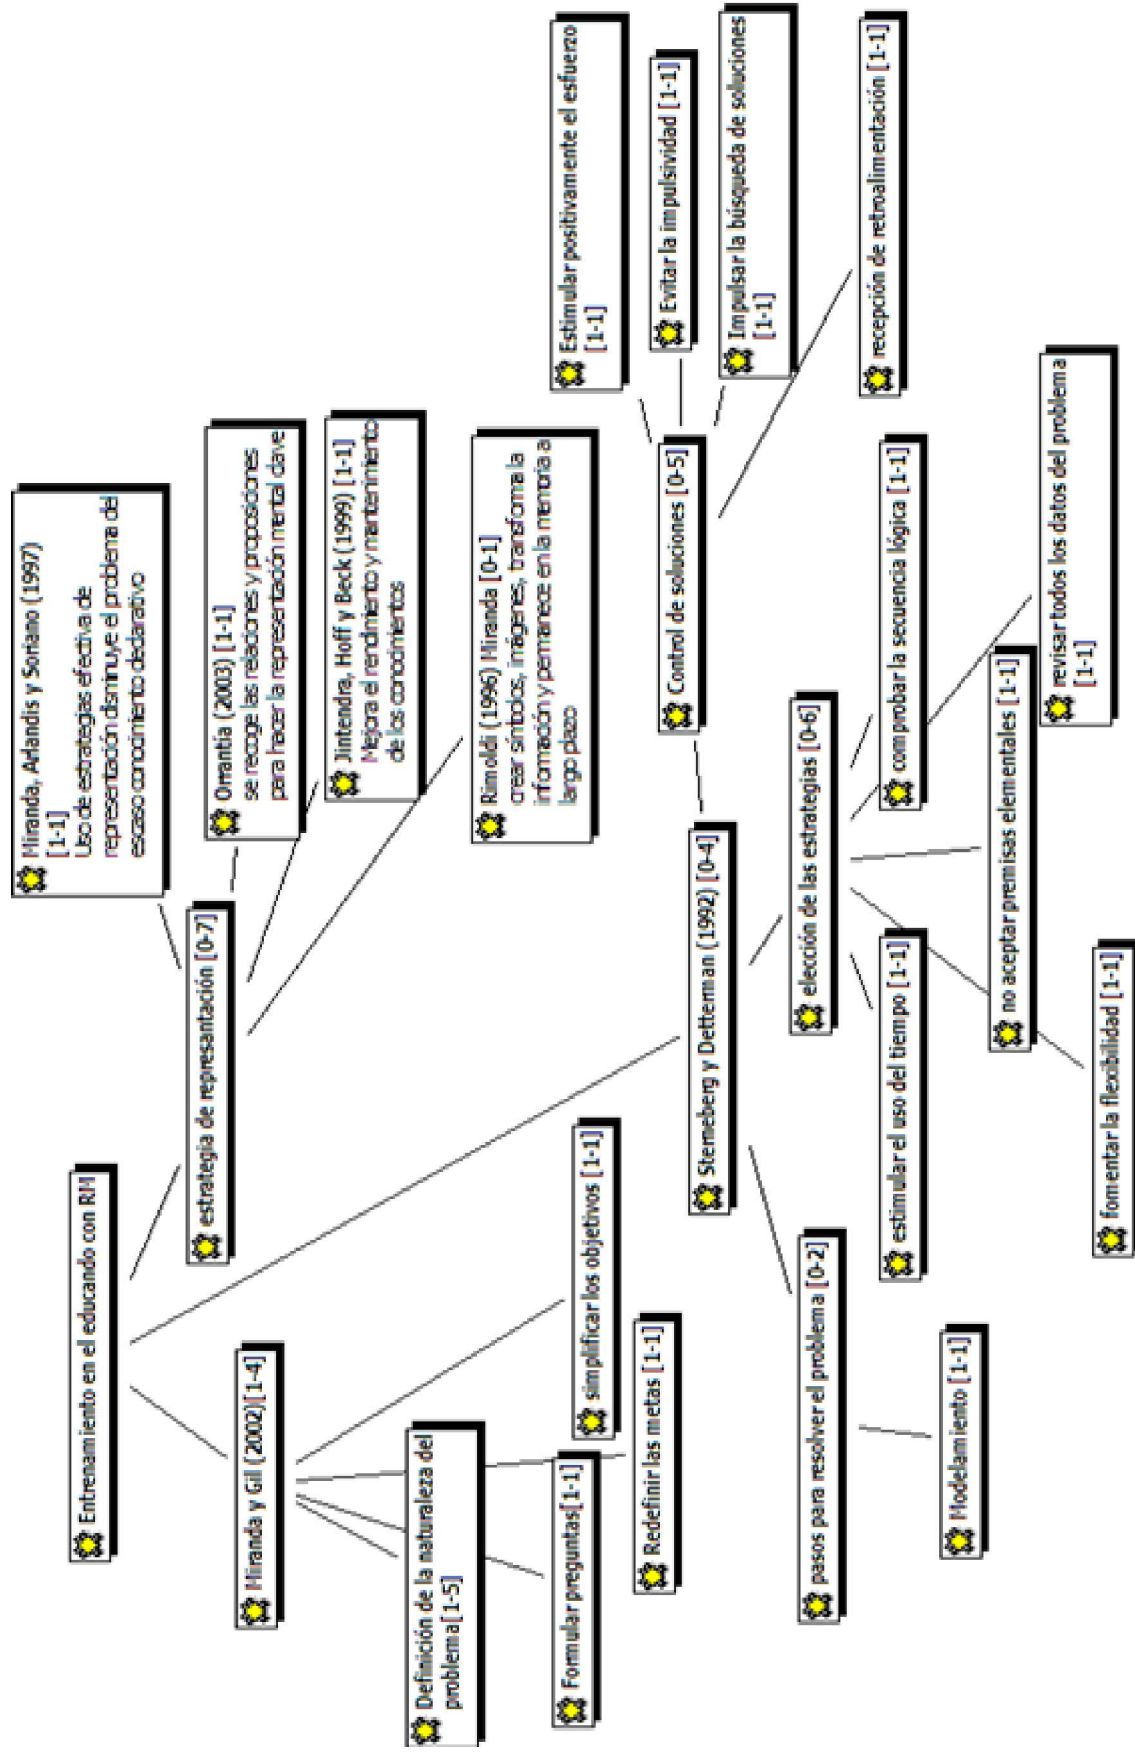 Entrenamiento en el educando con RM
Miranda y Gil (2002)[1-4]
Definición de la naturaleza del
problema[1-5]
Formular preguntas[1-1]
Redefinir las metas [1-1]
simplificar los objetivos [1-1]
estrategia de represantación [0-7]
Miranda, Arlandis y Soriano (1997)
[1-1]
Uso de estrategias efectiva de
representación disminuye el problema del
escaso conocimiento declarativo
Orrantía (2003) [1-1]
se recoge las relaciones y proposiciones
para hacer la representación mental clave
Jintendra, Hoff y Beck (1999) [1-1]
Mejora el rendimiento y mantenimiento
de los conocimientos
Rimoldi (1996) Miranda [0-1]
crear símbolos, imágenes, transforma la
información y permanece en la memoria a
largo plazo
Sterneberg y Detterman (1992) [0-4]
pasos para resolver el problema [0-2]
Modelamiento [1-1]
elección de las estrategias [0-6]
estimular el uso del tiempo [1-1]
fomentar la flexibilidad [1-1]
no aceptar premisas elementales [1-1]
revisar todos los datos del problema
[1-1]
comprobar la secuencia lógica [1-1]
Control de soluciones [0-5]
Estimular positivamente el esfuerzo
[1-1]
Evitar la impulsividad [1-1]
Impulsar la búsqueda de soluciones
[1-1]
recepción de retroalimentación [1-1]